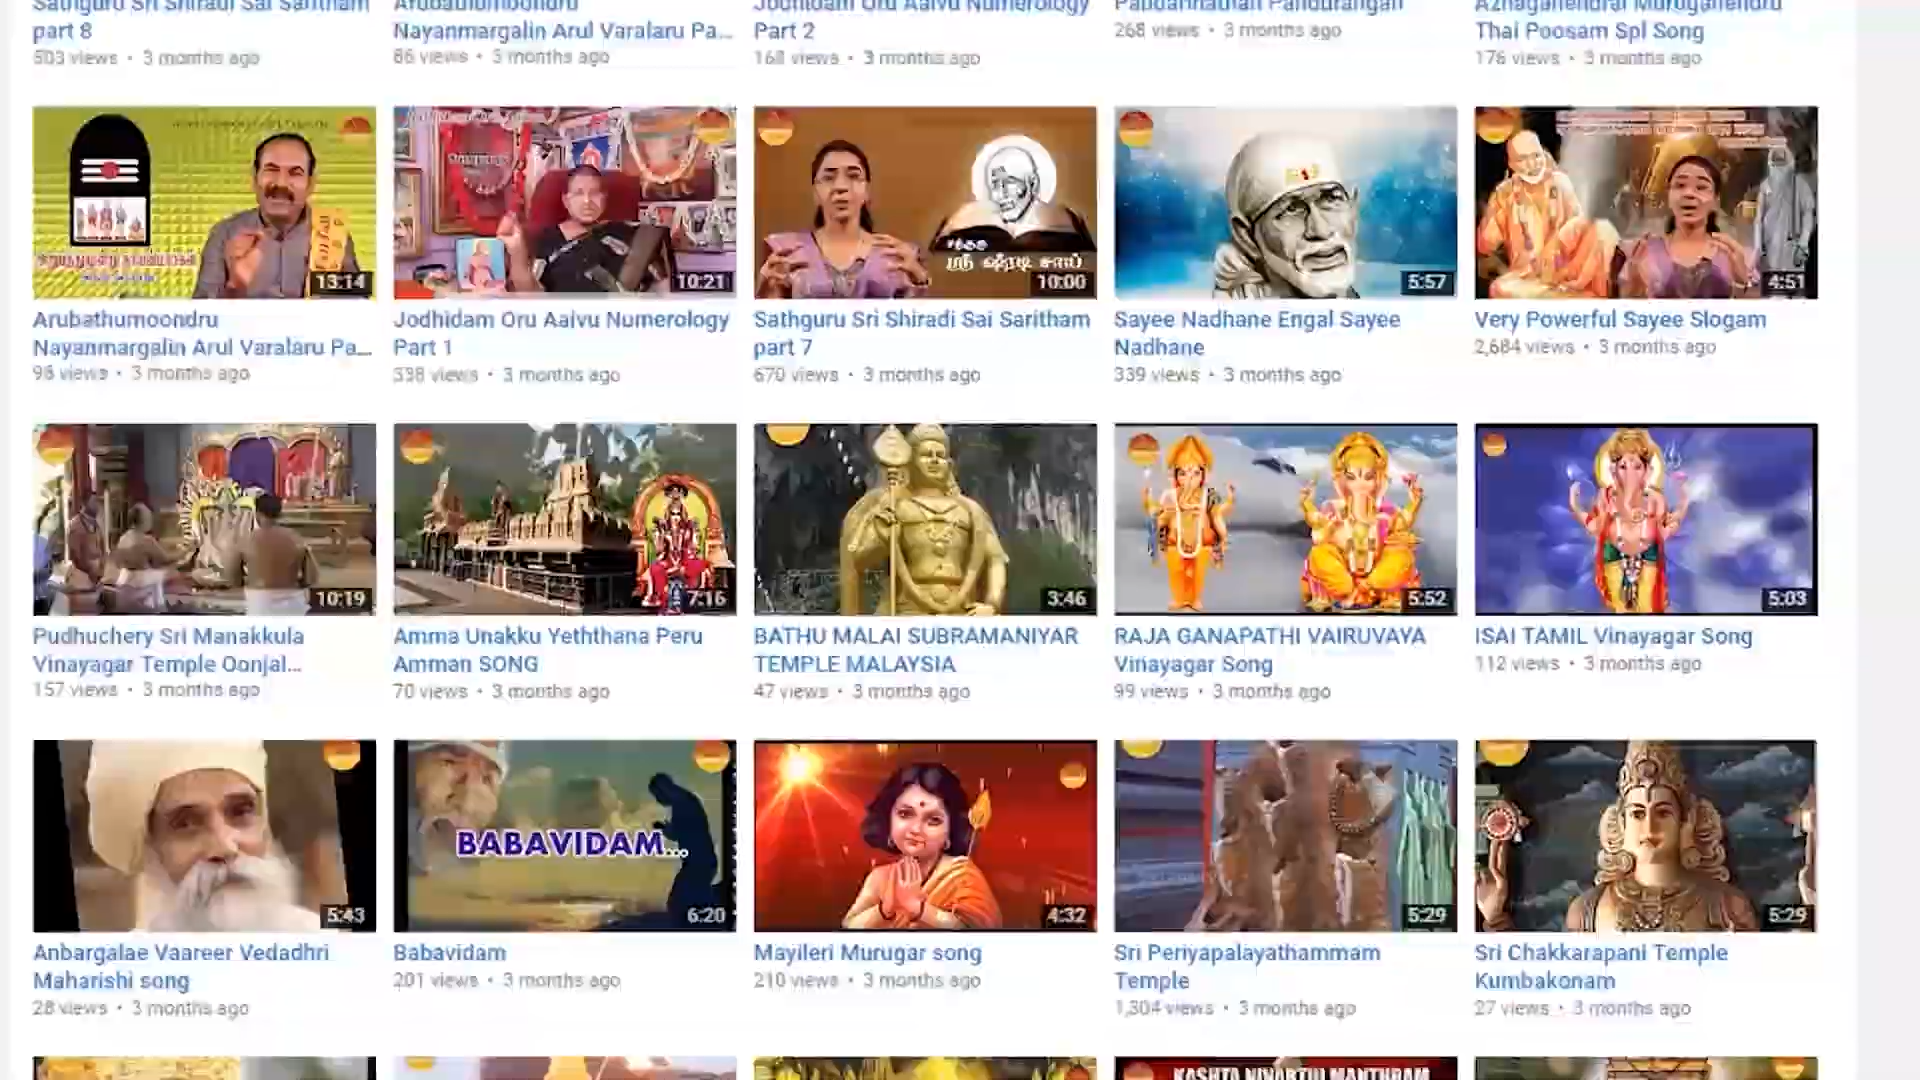 Sathguru Sri Shiradi Sai Saritham
part 8
503 views • 3 months ago
Arubathumoondru
Nayanmargalin Arul Varalaru Pa...
86 views • 3 months ago
Jodhidam Oru Aaivu Numerology
Part 2
168 views • 3 months ago
268 views • 3 months ago
Thai Poosam Spl Song
176 views • 3 months ago
13:14
Arubathumoondru
Nayanmargalin Arul Varalaru Pa...
98 views • 3 months ago
10:21
Jodhidam Oru Aaivu Numerology
Part 1
338 views • 3 months ago
ஸ்ரீ ஷிரடி சாய்
10:00
Sathguru Sri Shiradi Sai Saritham
part 7
670 views • 3 months ago
5:57
Sayee Nadhane Engal Sayee
Nadhane
339 views • 3 months ago
4:51
Very Powerful Sayee Slogam
2,684 views • 3 months ago
10:19
Pudhuchery Sri Manakkula
Vinayagar Temple Oonjal...
157 views • 3 months ago
7:16
Amma Unakku Yeththana Peru
Amman SONG
70 views • 3 months ago
3:46
BATHU MALAI SUBRAMANIYAR
TEMPLE MALAYSIA
47 views • 3 months ago
5:52
RAJA GANAPATHI VAIRUVAYA
Vinayagar Song
99 views • 3 months ago
5:03
ISAI TAMIL Vinayagar Song
112 views • 3 months ago
5:43
Anbargalae Vaareer Vedadhri
Maharishi song
28 views • 3 months ago
BABAVIDAM...
6:20
Babavidam
201 views • 3 months ago
4:32
Mayileri Murugar song
210 views • 3 months ago
5:29
Sri Periyapalayathammam
Temple
1,304 views • 3 months ago
5:29
Sri Chakkarapani Temple
Kumbakonam
27 views • 3 months ago